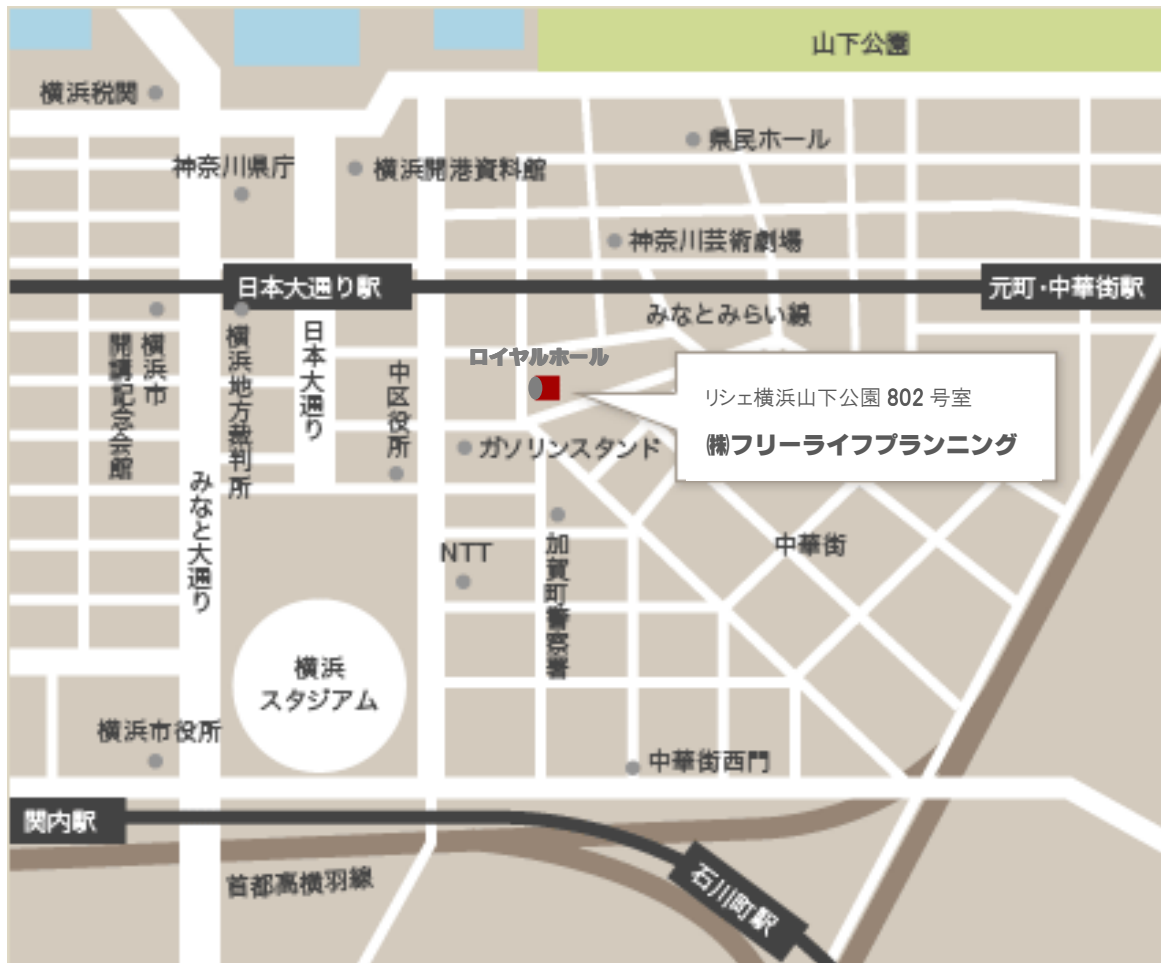 山下公園
横浜税関
県民ホール
神奈川県庁
横浜開港資料館
神奈川芸術劇場
日本大通り駅
元町・中華街駅
みなとみらい線
横浜市
開講記念会館
横浜地方裁判所
日本大通り
中区役所
ロイヤルホール
リシェ横浜山下公園 802 号室
㈱フリーライフプランニング
ガソリンスタンド
みなと大通り
NTT
加賀町警察署
中華街
横浜
スタジアム
横浜市役所
中華街西門
関内駅
首都高横羽線
石川町駅